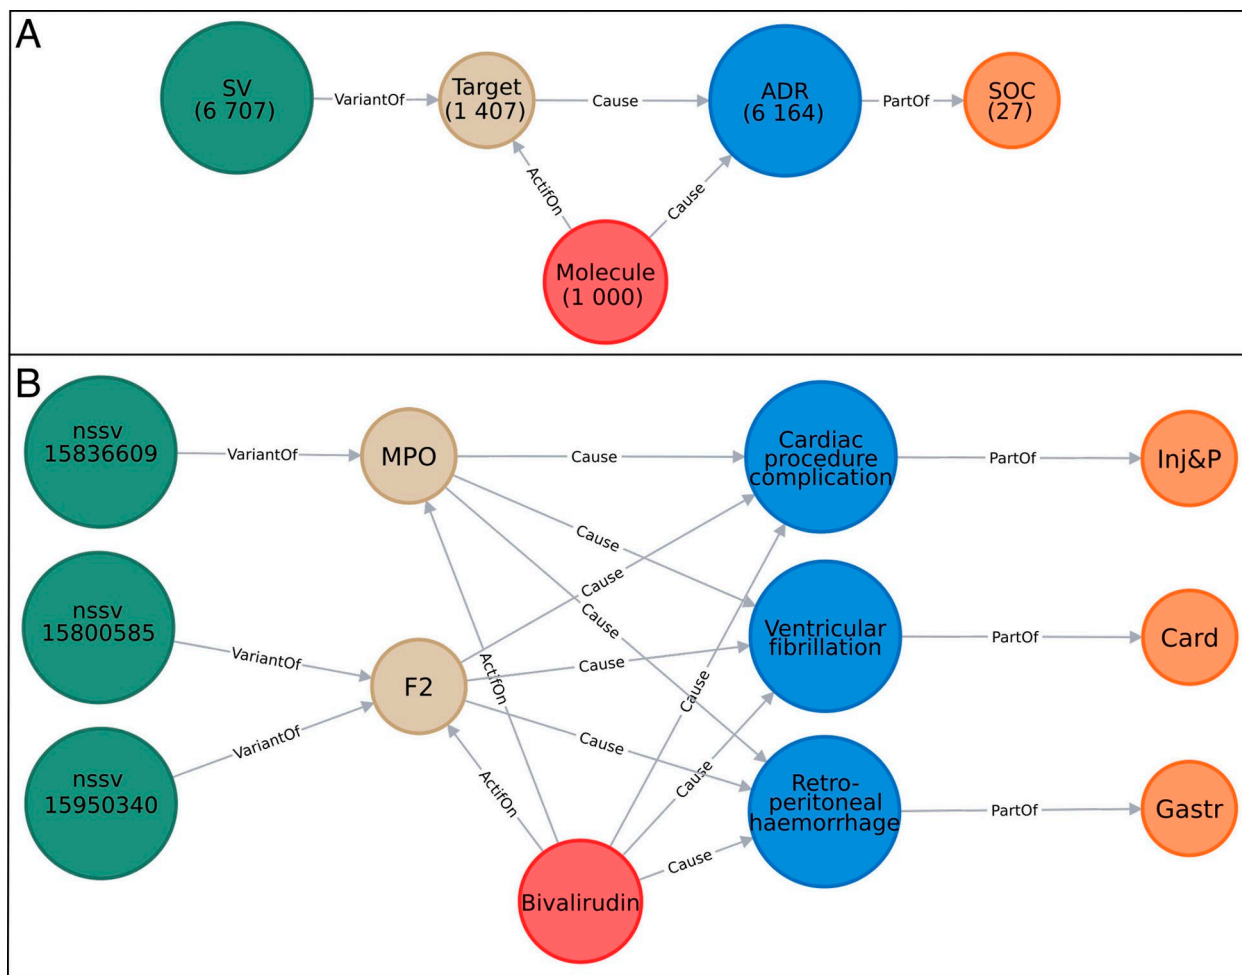 A
SV
(6 707)
VariantOf
Target
(1 407)
Cause
ADR
(6 164)
PartOf
SOC
(27)
ActifOn
Cause
Molecule
(1 000)
B
nssv
15836609
VariantOf
MPO
Cause
Cardiac
procedure
complication
PartOf
Inj&P
Cause
Cause
Cause
nssv
15800585
VariantOf
F2
ActifOn
Cause
Cause
Ventricular
fibrillation
PartOf
Card
nssv
15950340
VariantOf
ActifOn
Cause
Cause
Cause
Retro-
peritoneal
haemorrhage
PartOf
Gastr
Bivalirudin